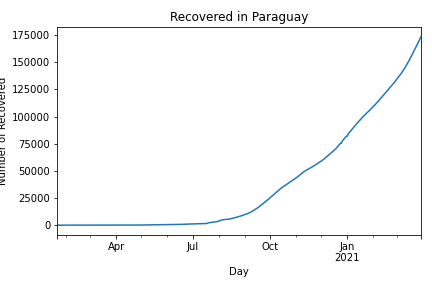 Recovered in Paraguay
175000
150000
125000
100000
75000
50000
25000
0
Number of Recovered
Apr
Jul
Oct
Jan
2021
Day